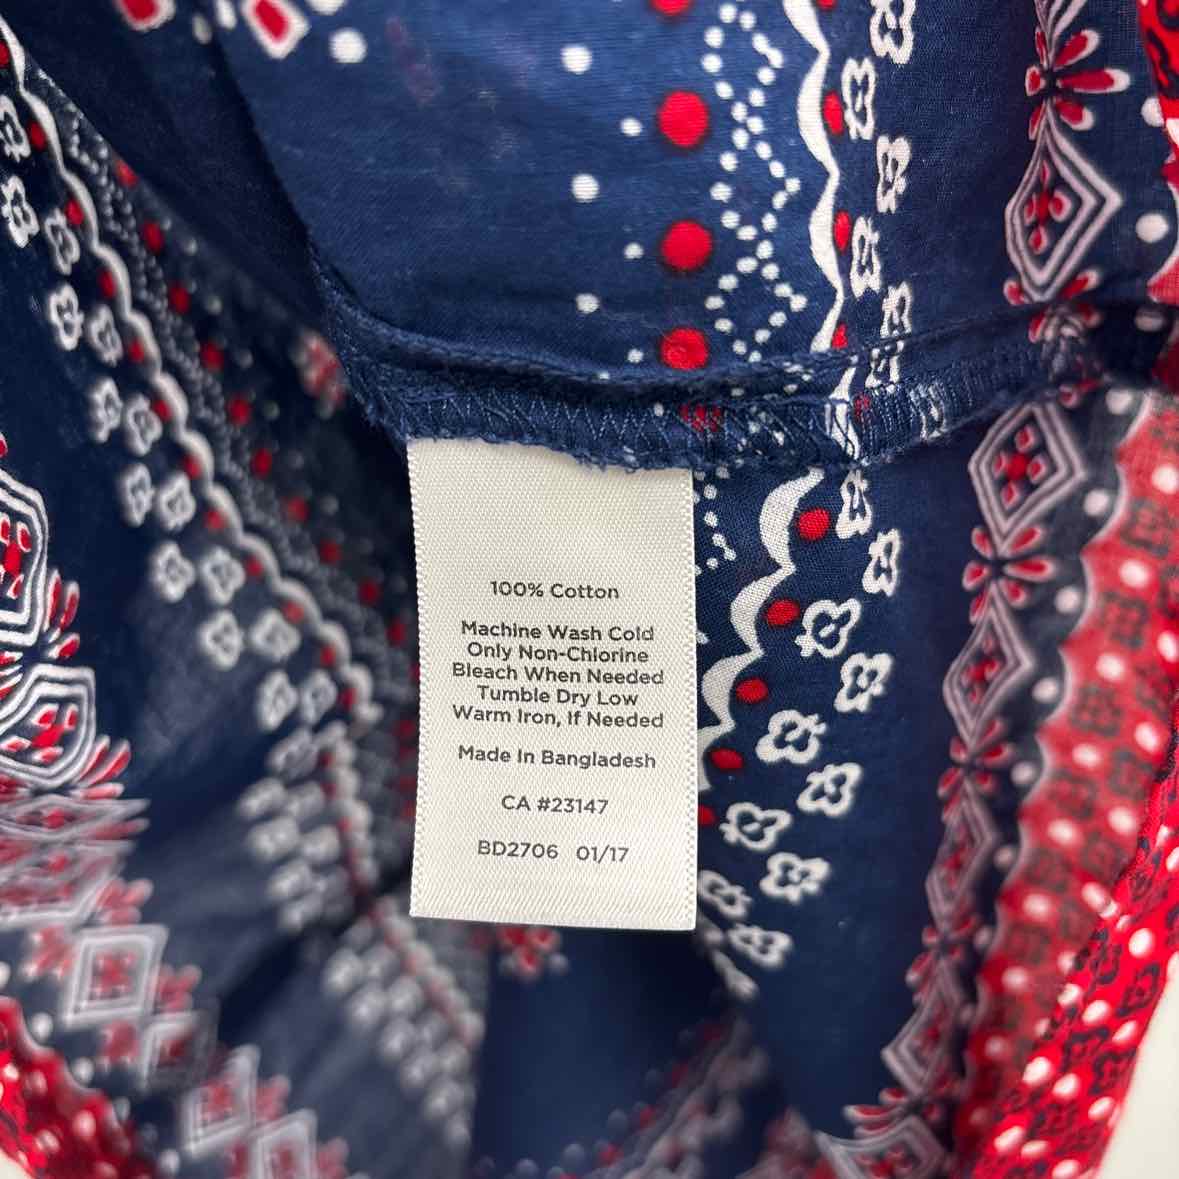 100% Cotton
Machine Wash Cold
Only Non-Chlorine
Bleach When Needed
Tumble Dry Low
Warm Iron, If Needed
Made In Bangladesh
CA #23147
BD2706 01/17